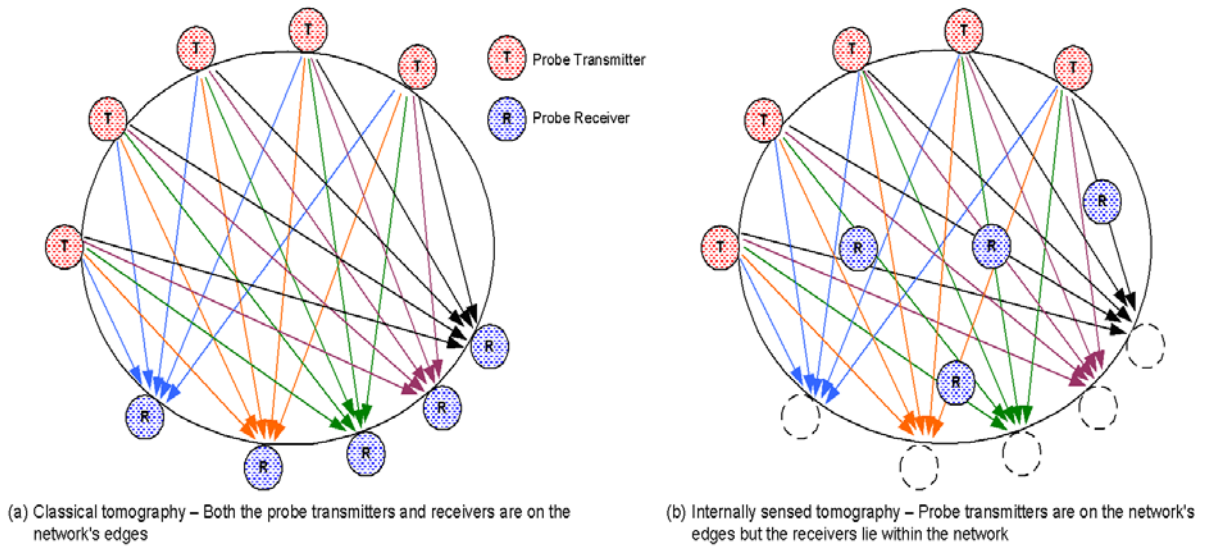 T
T
T
T
T
R
R
R
R
R
T Probe Transmitter
R Probe Receiver
T
T
T
T
T
R
R
R
R
(a) Classical tomography – Both the probe transmitters and receivers are on the
network's edges
(b) Internally sensed tomography – Probe transmitters are on the network's
edges but the receivers lie within the network